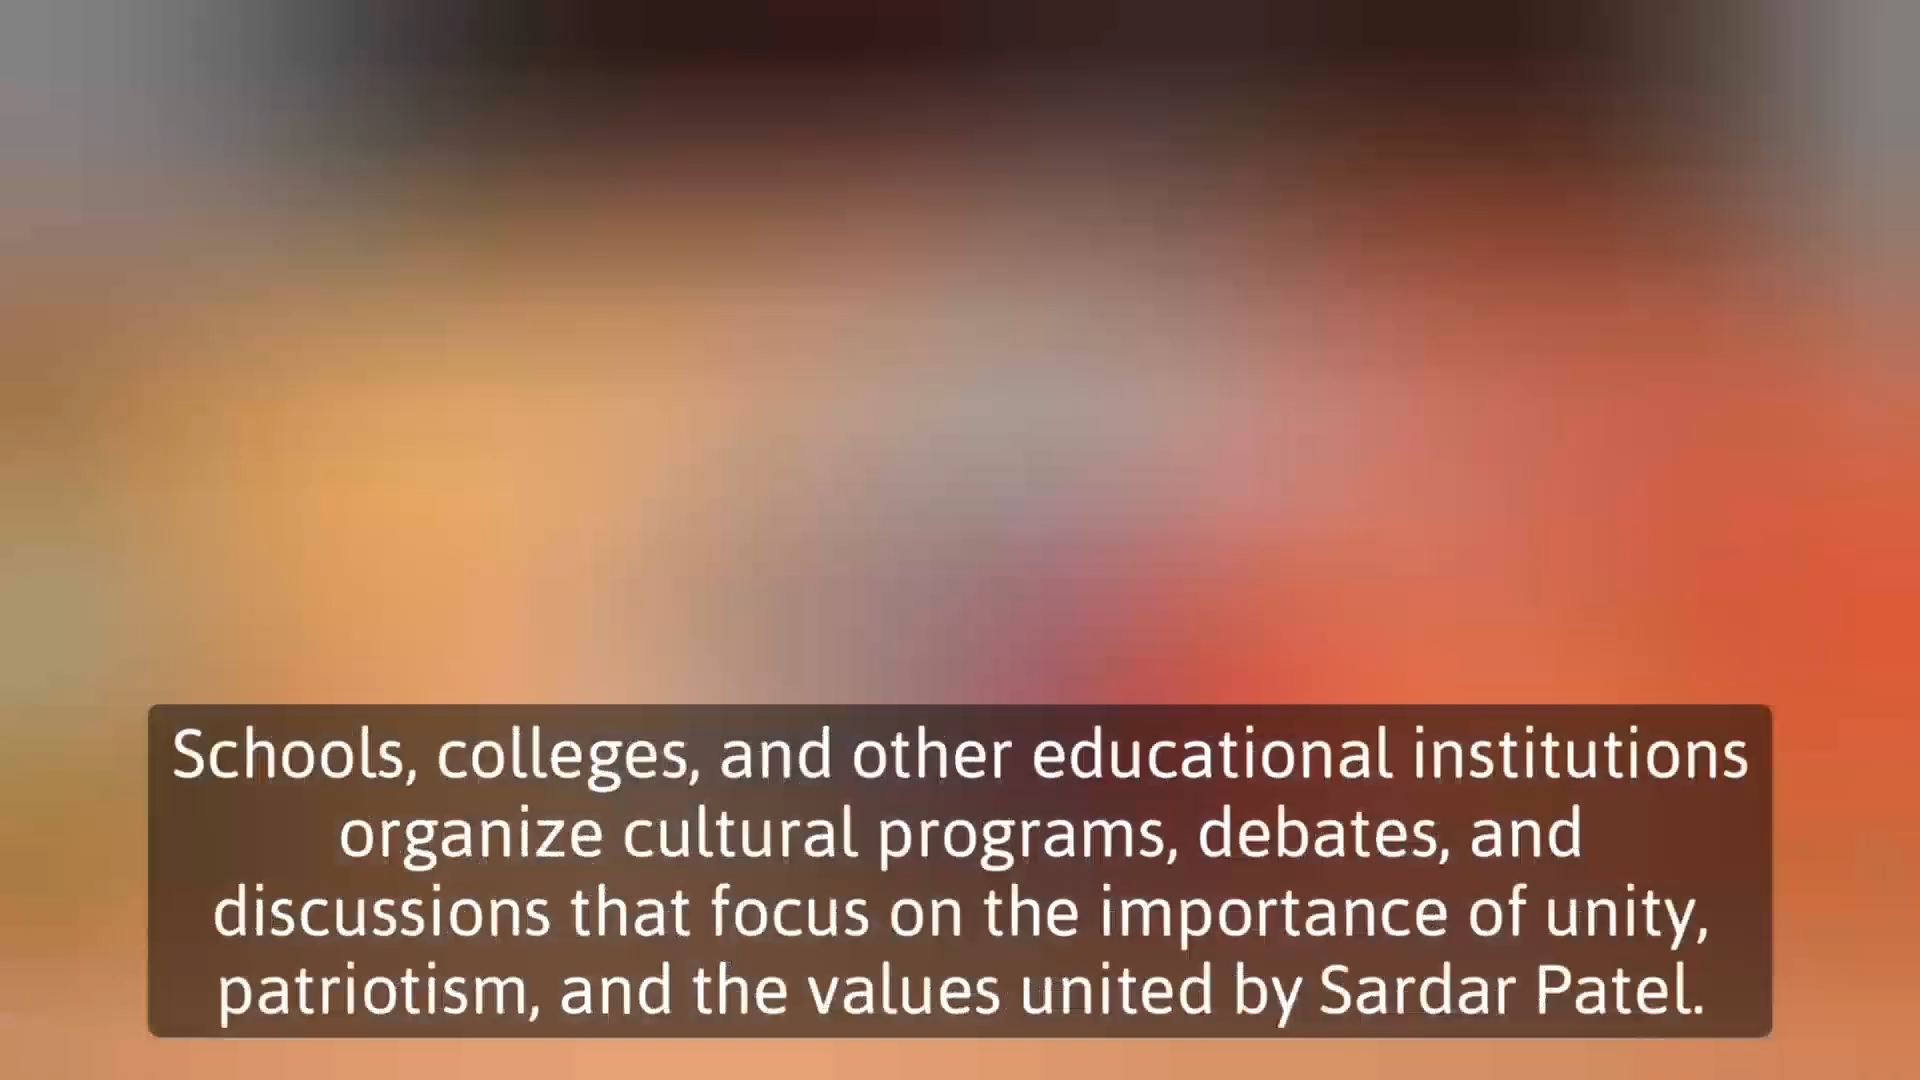 Schools, colleges, and other educational institutions
organize cultural programs, debates, and
discussions that focus on the importance of unity,
patriotism, and the values united by Sardar Patel.